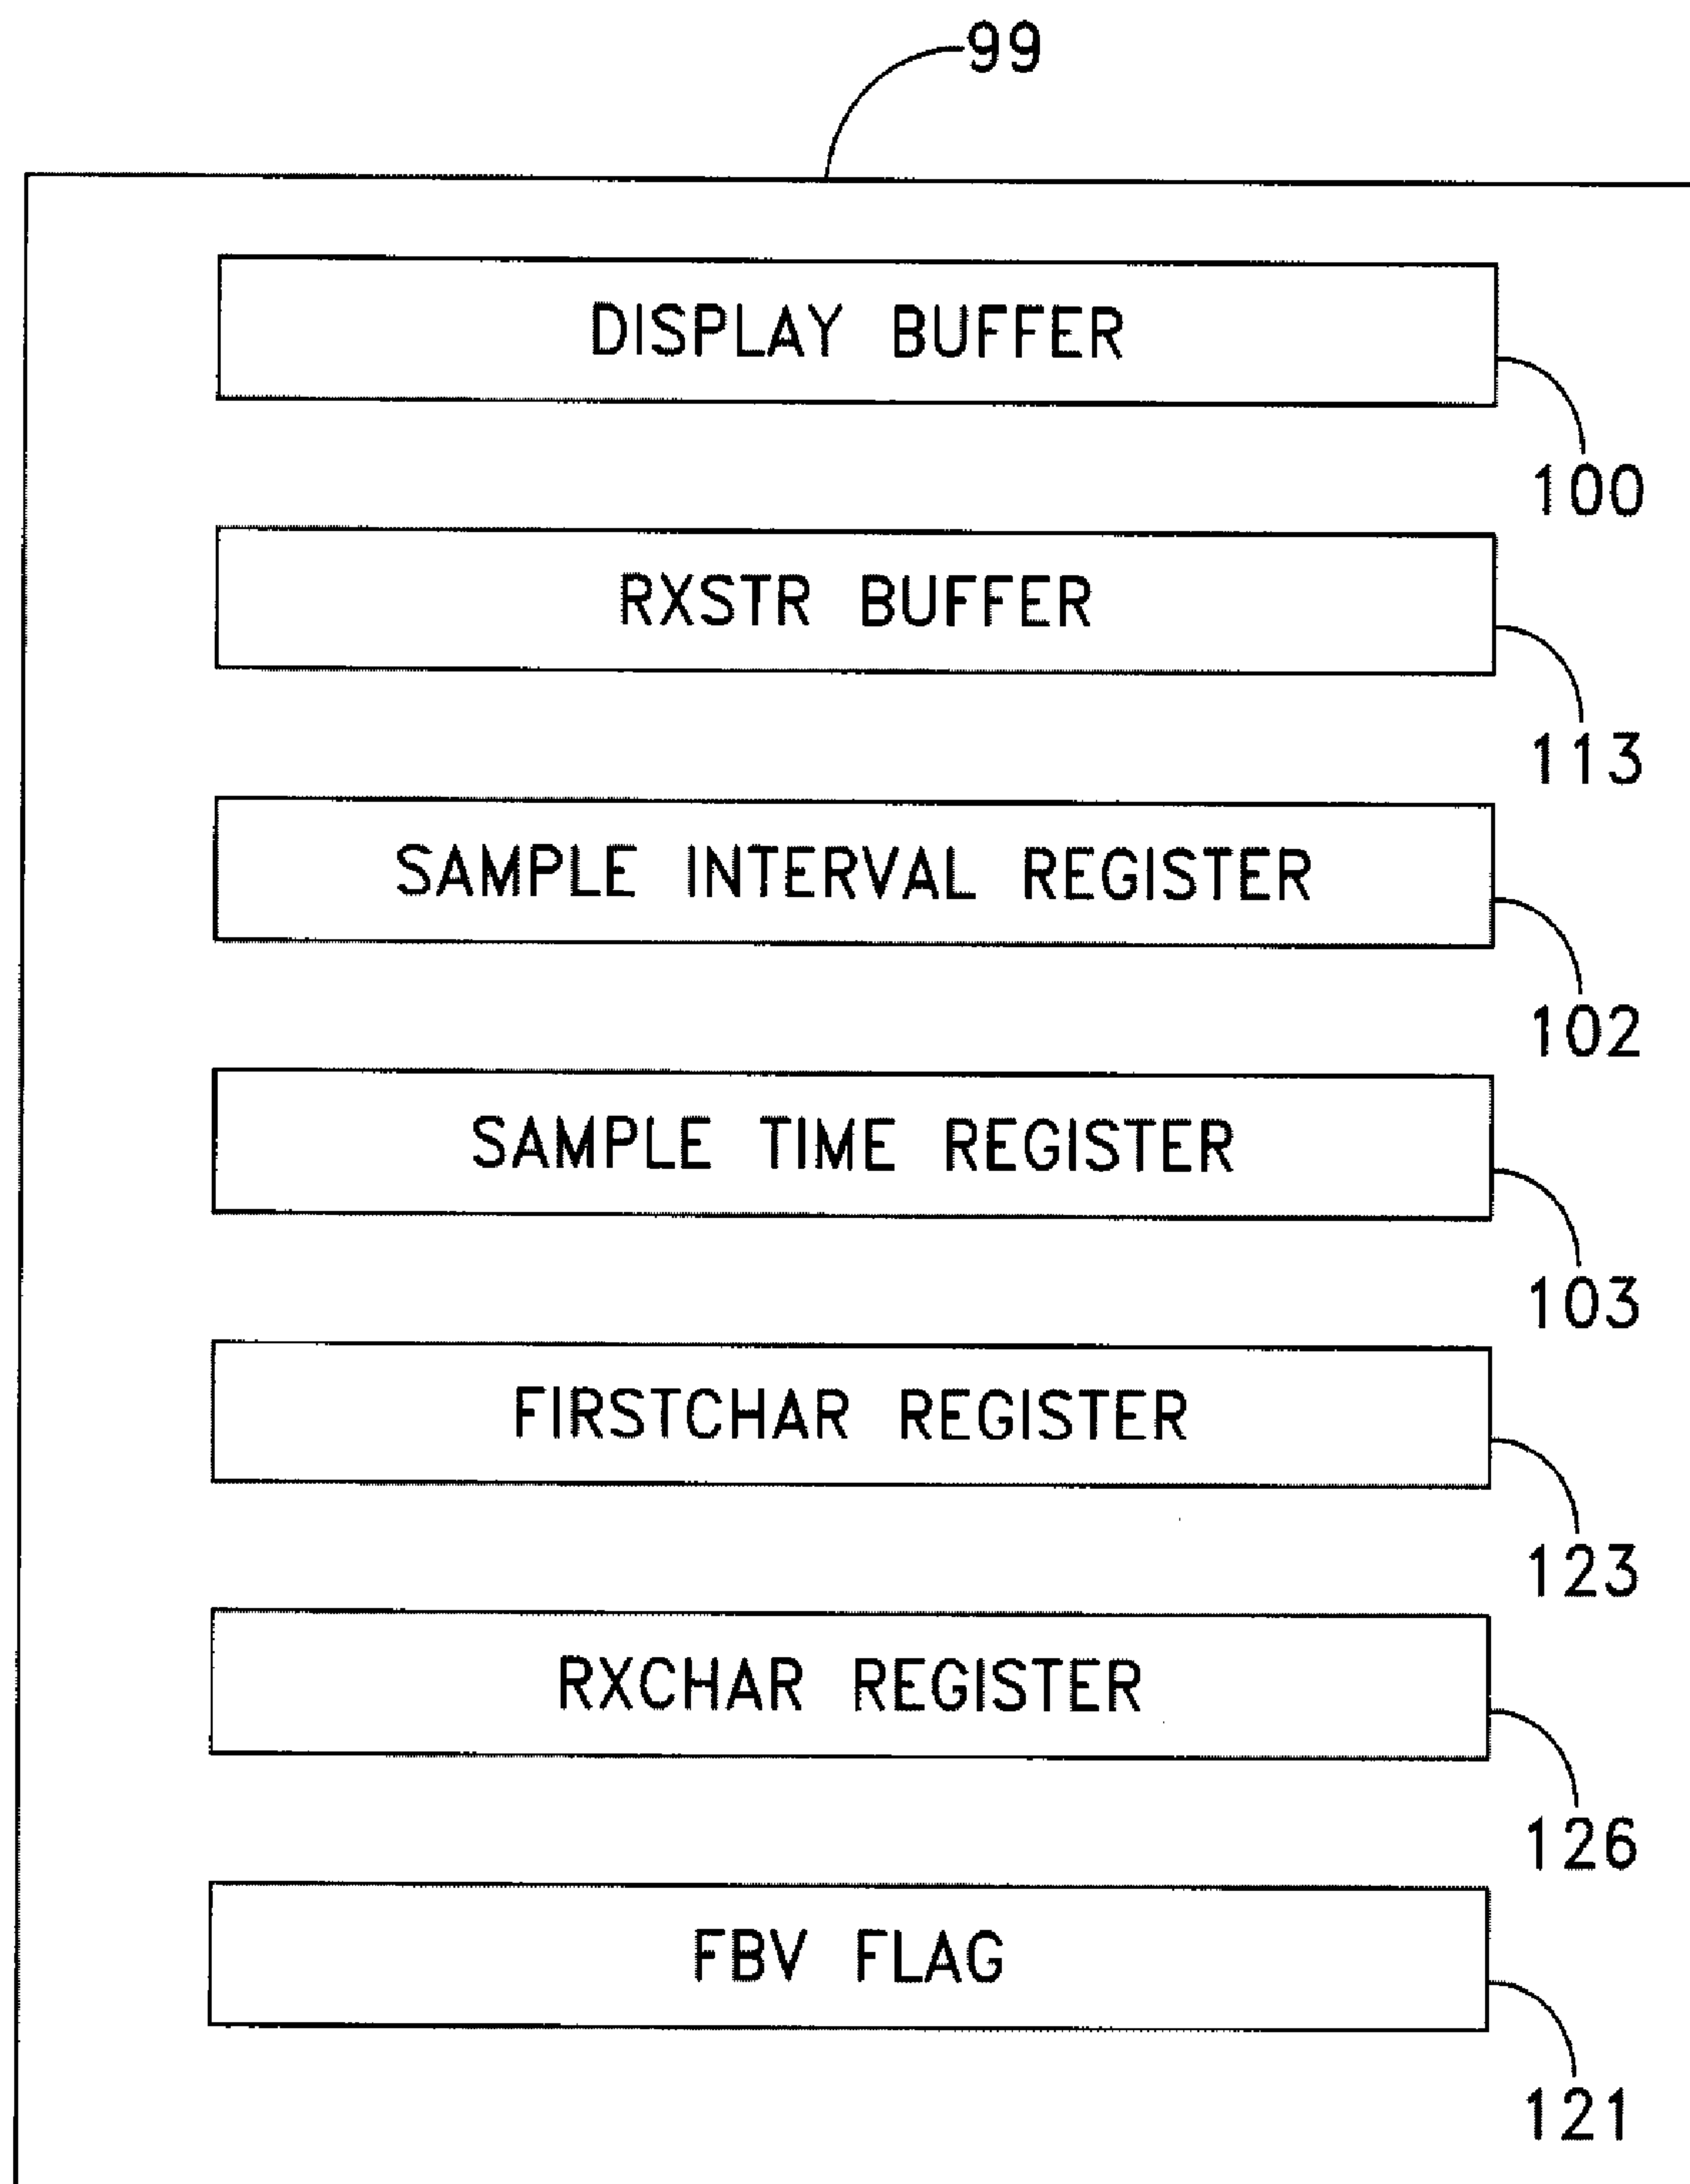 99
DISPLAY BUFFER
100
RXSTR BUFFER
113
SAMPLE INTERVAL REGISTER
102
SAMPLE TIME REGISTER
103
FIRSTCHAR REGISTER
123
RXCHAR REGISTER
126
FBV FLAG
121